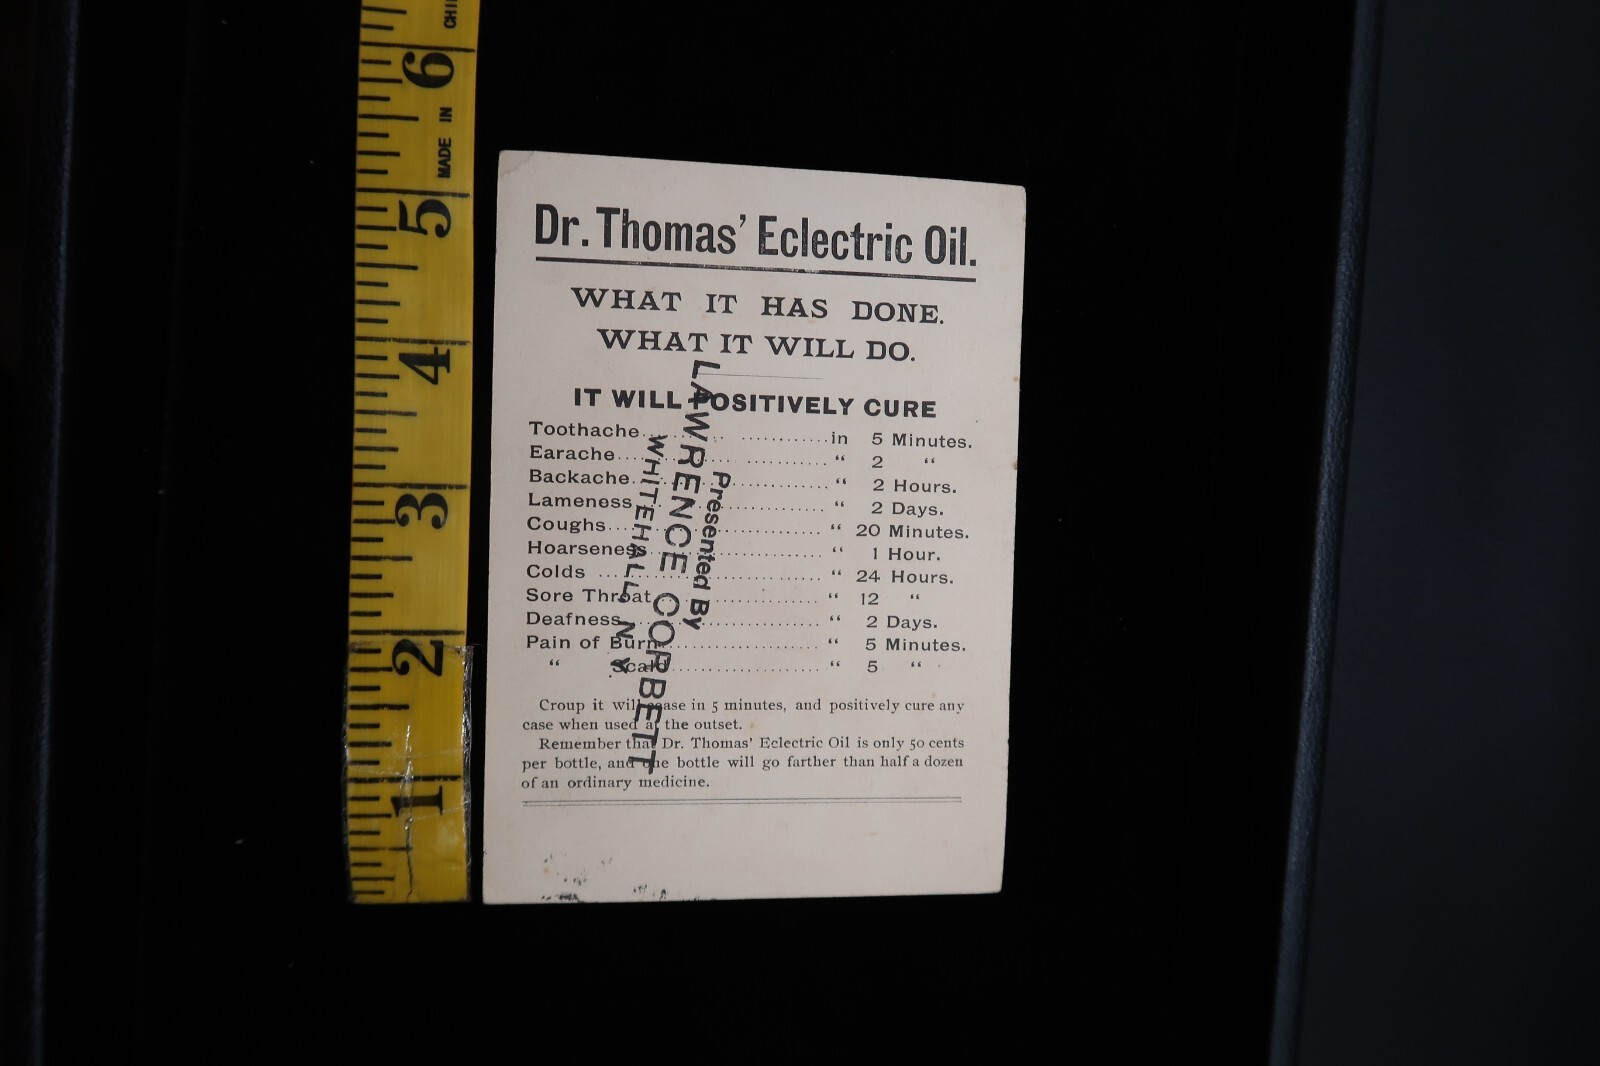 Dr. Thomas' Eclectric Oil.
WHAT IT HAS DONE.
WHAT IT WILL DO.
IT WILL POSITIVELY CURE
Toothache.......... ............in 5 Minutes.
Earache.................... “ 2 “
Backache................... “ 2 Hours.
Lameness................... “ 2 Days.
Coughs..................... “ 20 Minutes.
Hoarseness................. “ 1 Hour.
Colds ..................... “ 24 Hours.
Sore Throat................ “ 12 “
Deafness................... “ 2 Days.
Pain of Burn............... “ 5 Minutes.
“ Scald.................... “ 5 “
Croup it will ease in 5 minutes, and positively cure any
case when used at the outset.
Remember that Dr. Thomas' Eclectric Oil is only 50 cents
per bottle, and one bottle will go farther than half a dozen
of an ordinary medicine.
Presented By
LAWRENCE CORBETT
WHITEHALL N Y.
6
MADE IN CHI
5
4
3
2
1